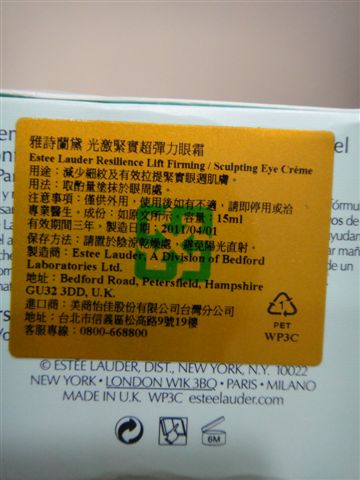 雅詩蘭黛 光激緊實超彈力眼霜
Estee Lauder Resilience Lift Firming / Sculpting Eye Crème
用途：減少細紋及有效拉提緊實眼週肌膚。
用法：取酌量塗抹於眼周處。
注意事項：僅供外用，使用後如有不適，請即停用或洽
專業醫生。成份：如原文所示。容量：15ml
有效期間三年。製造日期：2011/04/01
保存方法：請置於陰涼乾燥處，避免陽光直射。
製造商：Estee Lauder, A Division of Bedford
Laboratories Ltd.
地址：Bedford Road, Petersfield, Hampshire
GU32 3DD, U.K.
進口商：美商怡佳股份有限公司台灣分公司
地址：台北市信義區松高路9號19樓
客服專線：0800-668800
1
PET
WP3C
© ESTÉE LAUDER, DIST., NEW YORK, N.Y. 10022
NEW YORK • LONDON W1K 3BQ • PARIS • MILANO
MADE IN U.K. WP3C esteelauder.com
6M